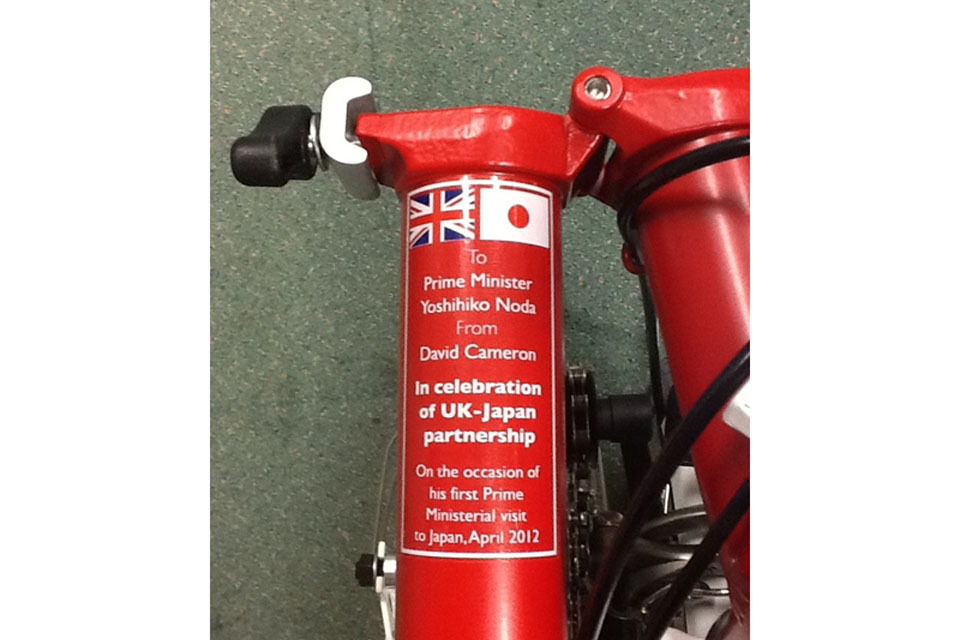 To
Prime Minister
Yoshihiko Noda
From
David Cameron
In celebration
of UK-Japan
partnership
On the occasion of
his first Prime
Ministerial visit
to Japan, April 2012